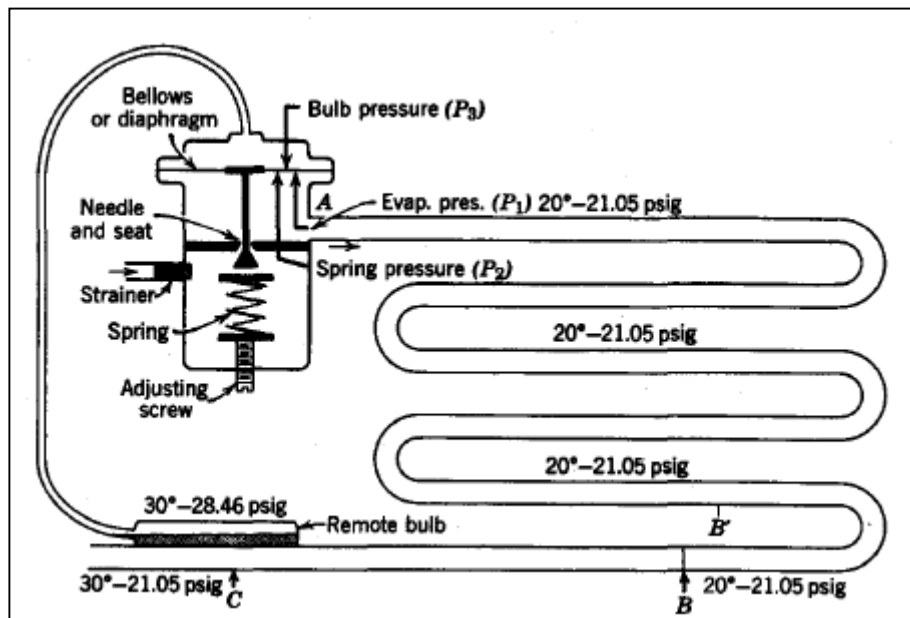 Bellows
or diaphragm
Bulb pressure (P₃)
A
Evap. pres. (P₁) 20°–21.05 psig
Needle
and seat
Spring pressure (P₂)
Strainer
Spring
20°–21.05 psig
Adjusting
screw
20°–21.05 psig
30°–28.46 psig
Remote bulb
B′
30°–21.05 psig
C
B
20°–21.05 psig